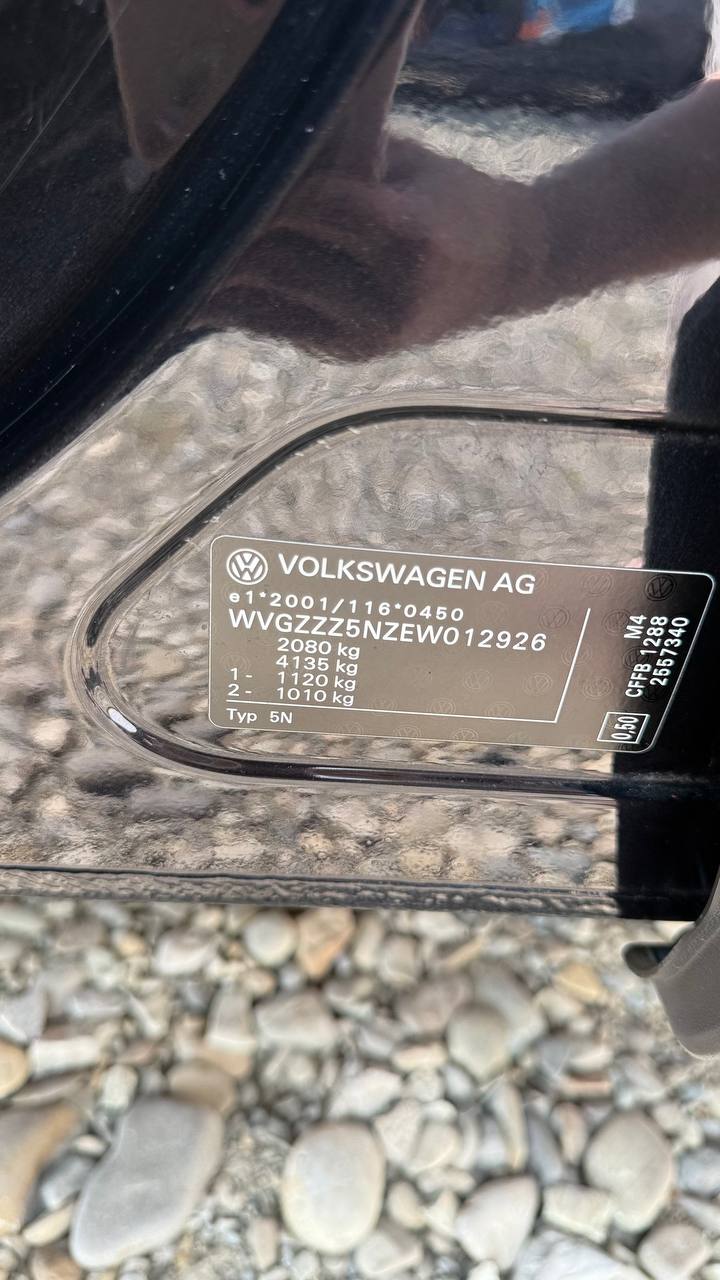 VOLKSWAGEN AG
e1*2001/116*0450
WVGZZZ5NZEW012926
2080 kg
4135 kg
1- 1120 kg
2- 1010 kg
Typ 5N
M4
CFFB 1288
2557340
0.50